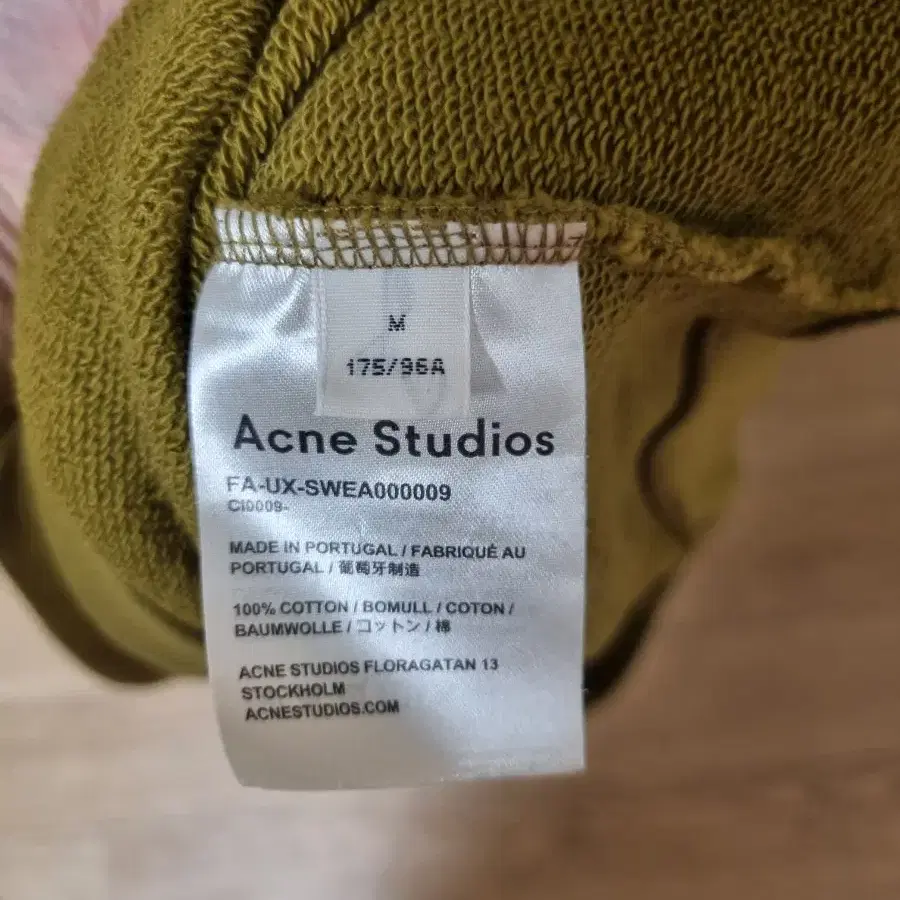 M
175/96A
Acne Studios
FA-UX-SWEA000009
CI0009-
MADE IN PORTUGAL / FABRIQUÉ AU
PORTUGAL / 葡萄牙制造
100% COTTON / BOMULL / COTON /
BAUMWOLLE / コットン / 棉
ACNE STUDIOS FLORAGATAN 13
STOCKHOLM
ACNESTUDIOS.COM